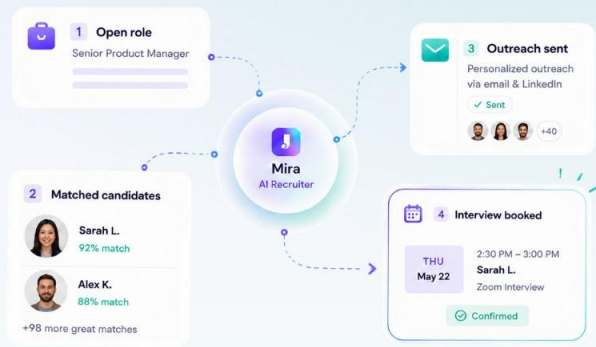 1 Open role
Senior Product Manager
3 Outreach sent
Personalized outreach
via email & LinkedIn
✓ Sent
+40
Mira
AI Recruiter
2 Matched candidates
Sarah L.
92% match
Alex K.
88% match
+98 more great matches
4 Interview booked
THU
May 22
2:30 PM – 3:00 PM
Sarah L.
Zoom Interview
Confirmed